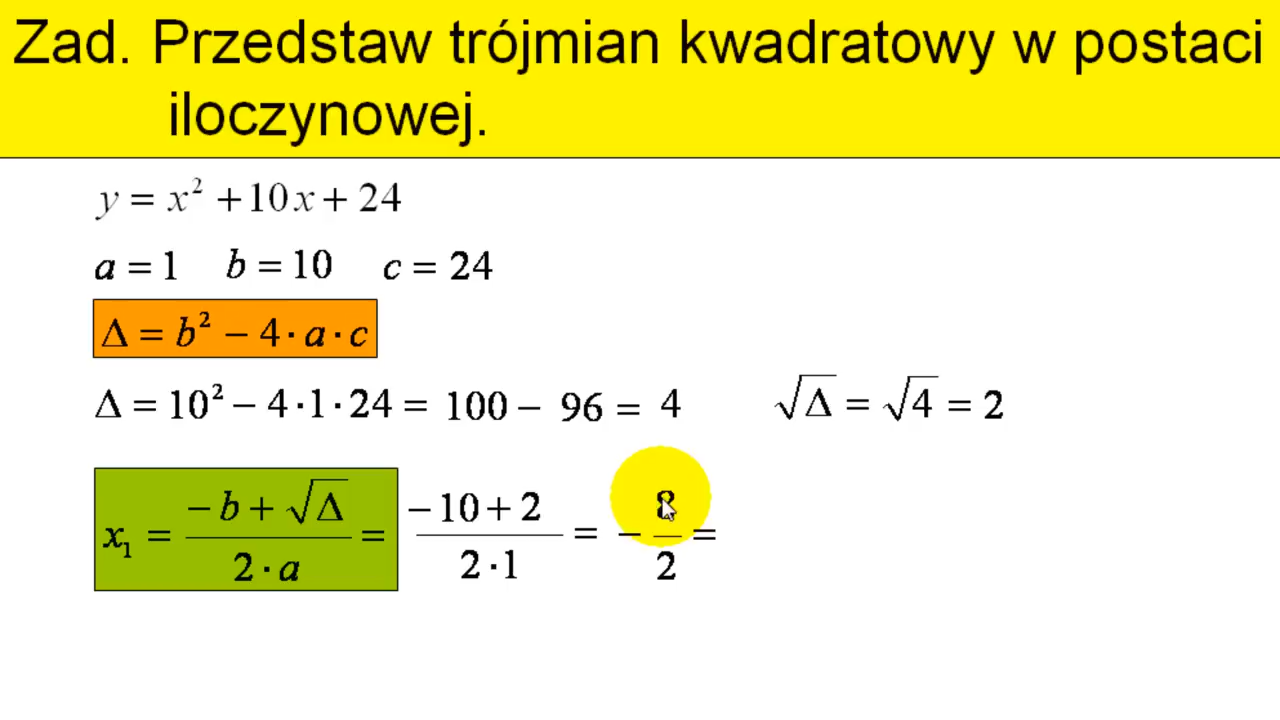 Zad. Przedstaw trójmian kwadratowy w postaci
iloczynowej.
y = x² + 10x + 24
a = 1   b = 10   c = 24
Δ = b² − 4·a·c
Δ = 10² − 4·1·24 = 100 − 96 = 4   √Δ = √4 = 2
x₁ = (−b + √Δ)/(2·a) = (−10 + 2)/(2·1) = −8/2 =